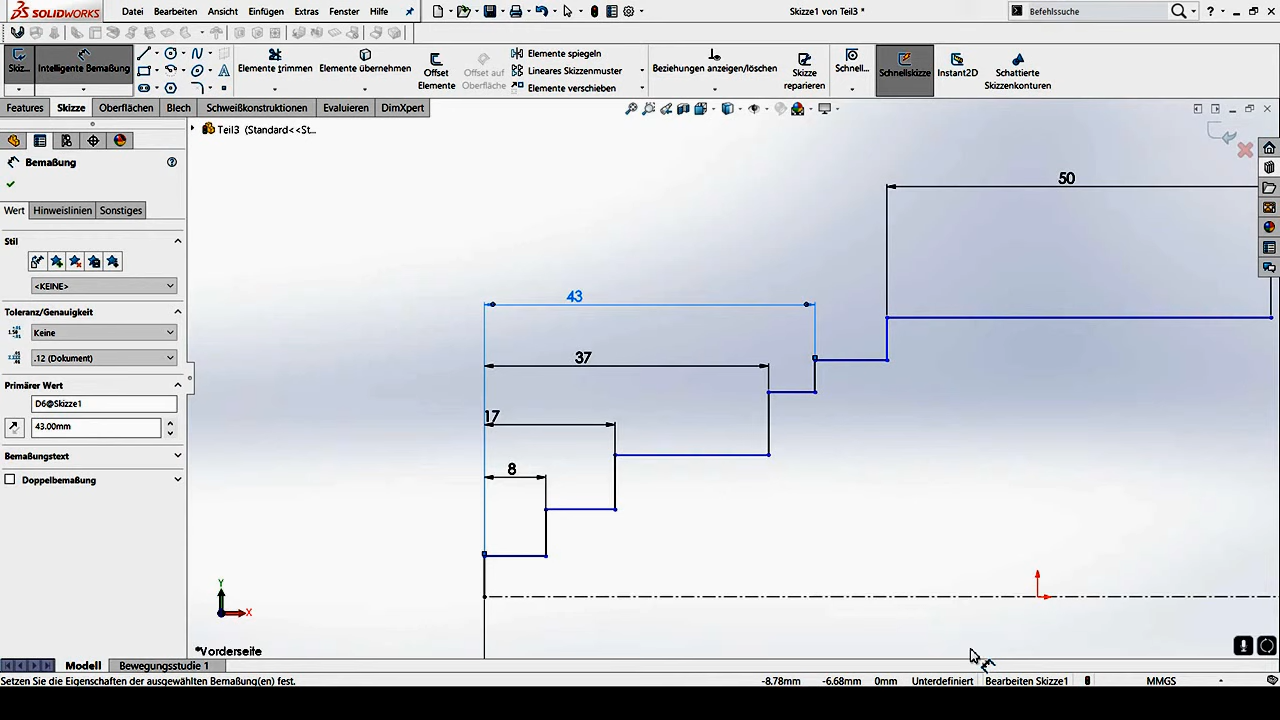 SOLIDWORKS Datei Bearbeiten Ansicht Einfügen Extras Fenster Hilfe Skizze1 von Teil3 * Befehlssuche
Skiz... Intelligente Bemaßung Elemente trimmen Elemente übernehmen Offset Elemente Offset auf Oberfläche Elemente spiegeln Beziehungen anzeigen/löschen Skizze reparieren Schnell... Schnellskizze Instant2D Schattierte Skizzenkonturen
Lineares Skizzenmuster
Elemente verschieben
Features Skizze Oberflächen Blech Schweißkonstruktionen Evaluieren DimXpert
Teil3 (Standard<<St...
Bemaßung
50
Wert Hinweislinien Sonstiges
Stil
<KEINE>
43
Toleranz/Genauigkeit
Keine
.12 (Dokument)
37
Primärer Wert
D6@Skizze1
17
43.00mm
Bemaßungstext
8
Doppelbemaßung
Y
X
*Vorderseite
Modell Bewegungsstudie 1
Setzen Sie die Eigenschaften der ausgewählten Bemaßung(en) fest. -8.78mm -6.68mm 0mm Unterdefiniert Bearbeiten Skizze1 MMGS